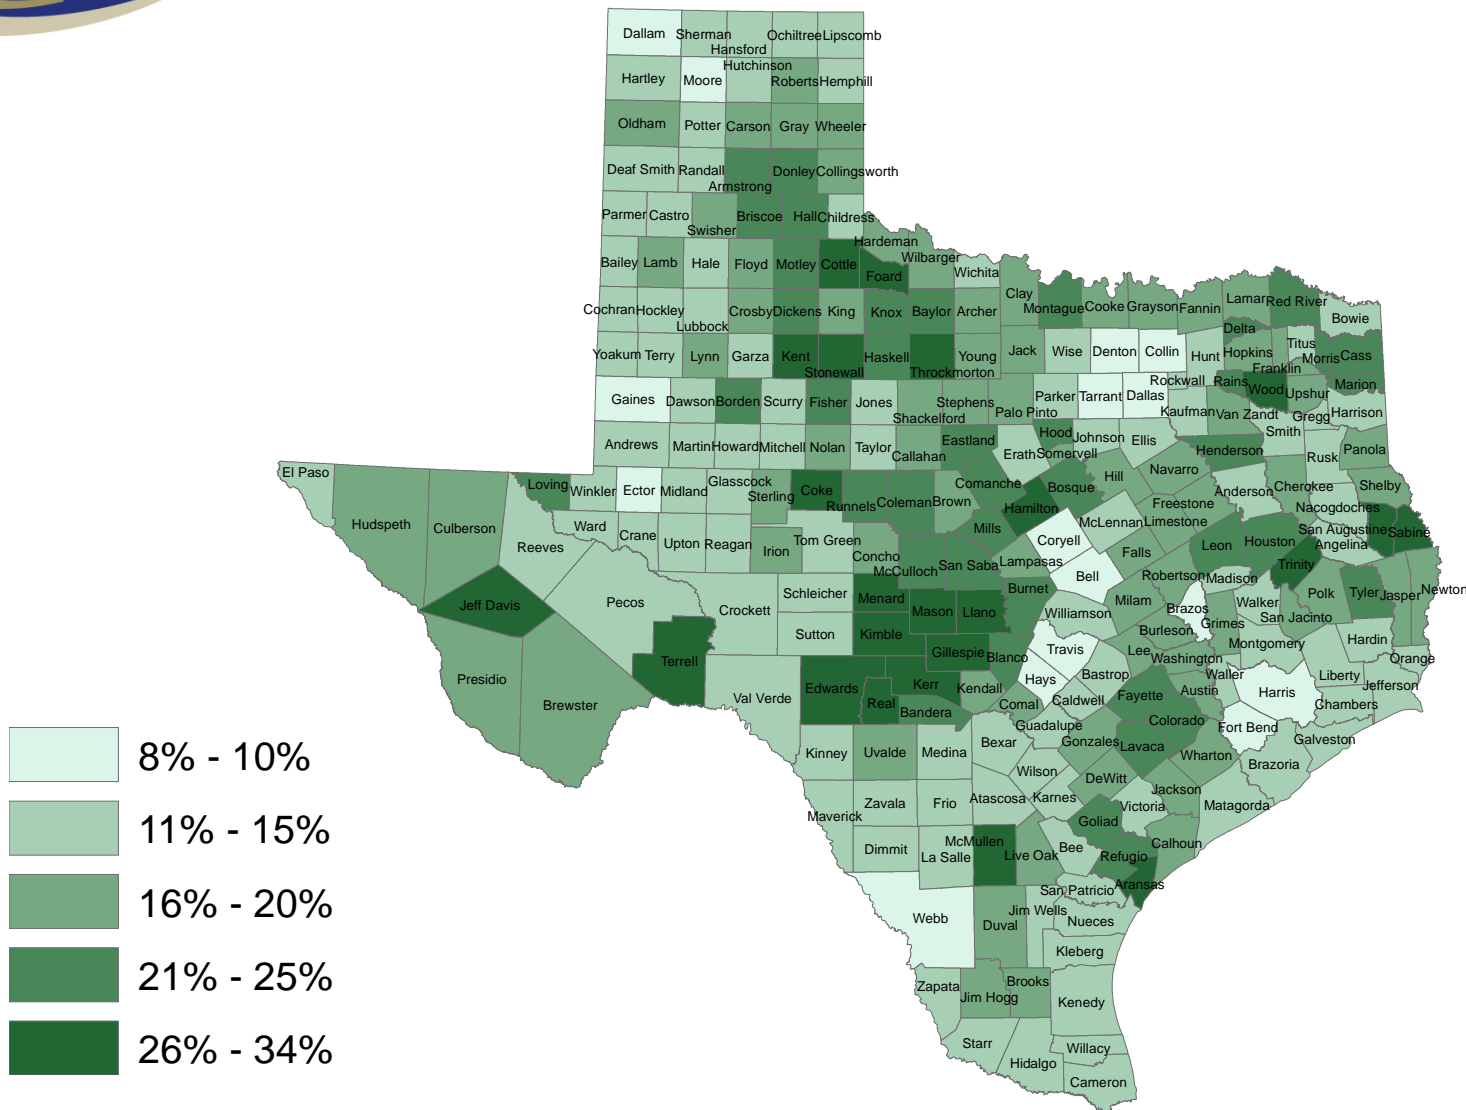 Dallam Sherman Hansford Ochiltree Lipscomb
Hartley Moore Hutchinson Roberts Hemphill
Oldham Potter Carson Gray Wheeler
Deaf Smith Randall Armstrong Donley Collingsworth
Parmer Castro Swisher Briscoe Hall Childress
Hardeman
Bailey Lamb Hale Floyd Motley Cottle Foard Wilbarger Wichita
Cochran Hockley Lubbock Crosby Dickens King Knox Baylor Archer Clay Montague Cooke Grayson Fannin Lamar Red River Bowie
Delta
Yoakum Terry Lynn Garza Kent Stonewall Haskell Throckmorton Young Jack Wise Denton Collin Hunt Hopkins Franklin Titus Morris Cass
Gaines Dawson Borden Scurry Fisher Jones Shackelford Stephens Palo Pinto Parker Tarrant Dallas Rockwall Kaufman Rains Van Zandt Wood Upshur Marion
Gregg Harrison
Andrews Martin Howard Mitchell Nolan Taylor Callahan Eastland Erath Hood Somervell Johnson Ellis Henderson Smith Rusk Panola
El Paso Hudspeth Culberson Loving Winkler Ector Midland Glasscock Sterling Coke Runnels Coleman Brown Comanche Hamilton Bosque Hill Navarro Freestone Anderson Cherokee Nacogdoches Shelby
Reeves Ward Crane Upton Reagan Irion Tom Green Concho McCulloch San Saba Mills Lampasas Coryell McLennan Limestone Falls Leon Houston Angelina San Augustine Sabine
Jeff Davis Pecos Crockett Schleicher Menard Mason Llano Burnet Bell Milam Robertson Brazos Madison Walker Trinity Polk Tyler Jasper Newton
Sutton Kimble Gillespie Blanco Williamson Travis Burleson Grimes San Jacinto Montgomery Hardin Orange
Presidio Brewster Terrell Val Verde Edwards Real Kerr Bandera Kendall Hays Comal Caldwell Bastrop Lee Washington Fayette Austin Waller Harris Liberty Chambers Jefferson
Kinney Uvalde Medina Bexar Guadalupe Gonzales Lavaca Colorado Wharton Fort Bend Brazoria Galveston
8% - 10%
Maverick Zavala Frio Atascosa Wilson Karnes DeWitt Victoria Jackson Matagorda
11% - 15%
Dimmit La Salle McMullen Live Oak Bee Goliad Refugio Calhoun
Aransas
16% - 20%
Webb Duval Jim Wells San Patricio Nueces
Kleberg
21% - 25%
Zapata Jim Hogg Brooks Kenedy
26% - 34%
Starr Hidalgo Willacy
Cameron